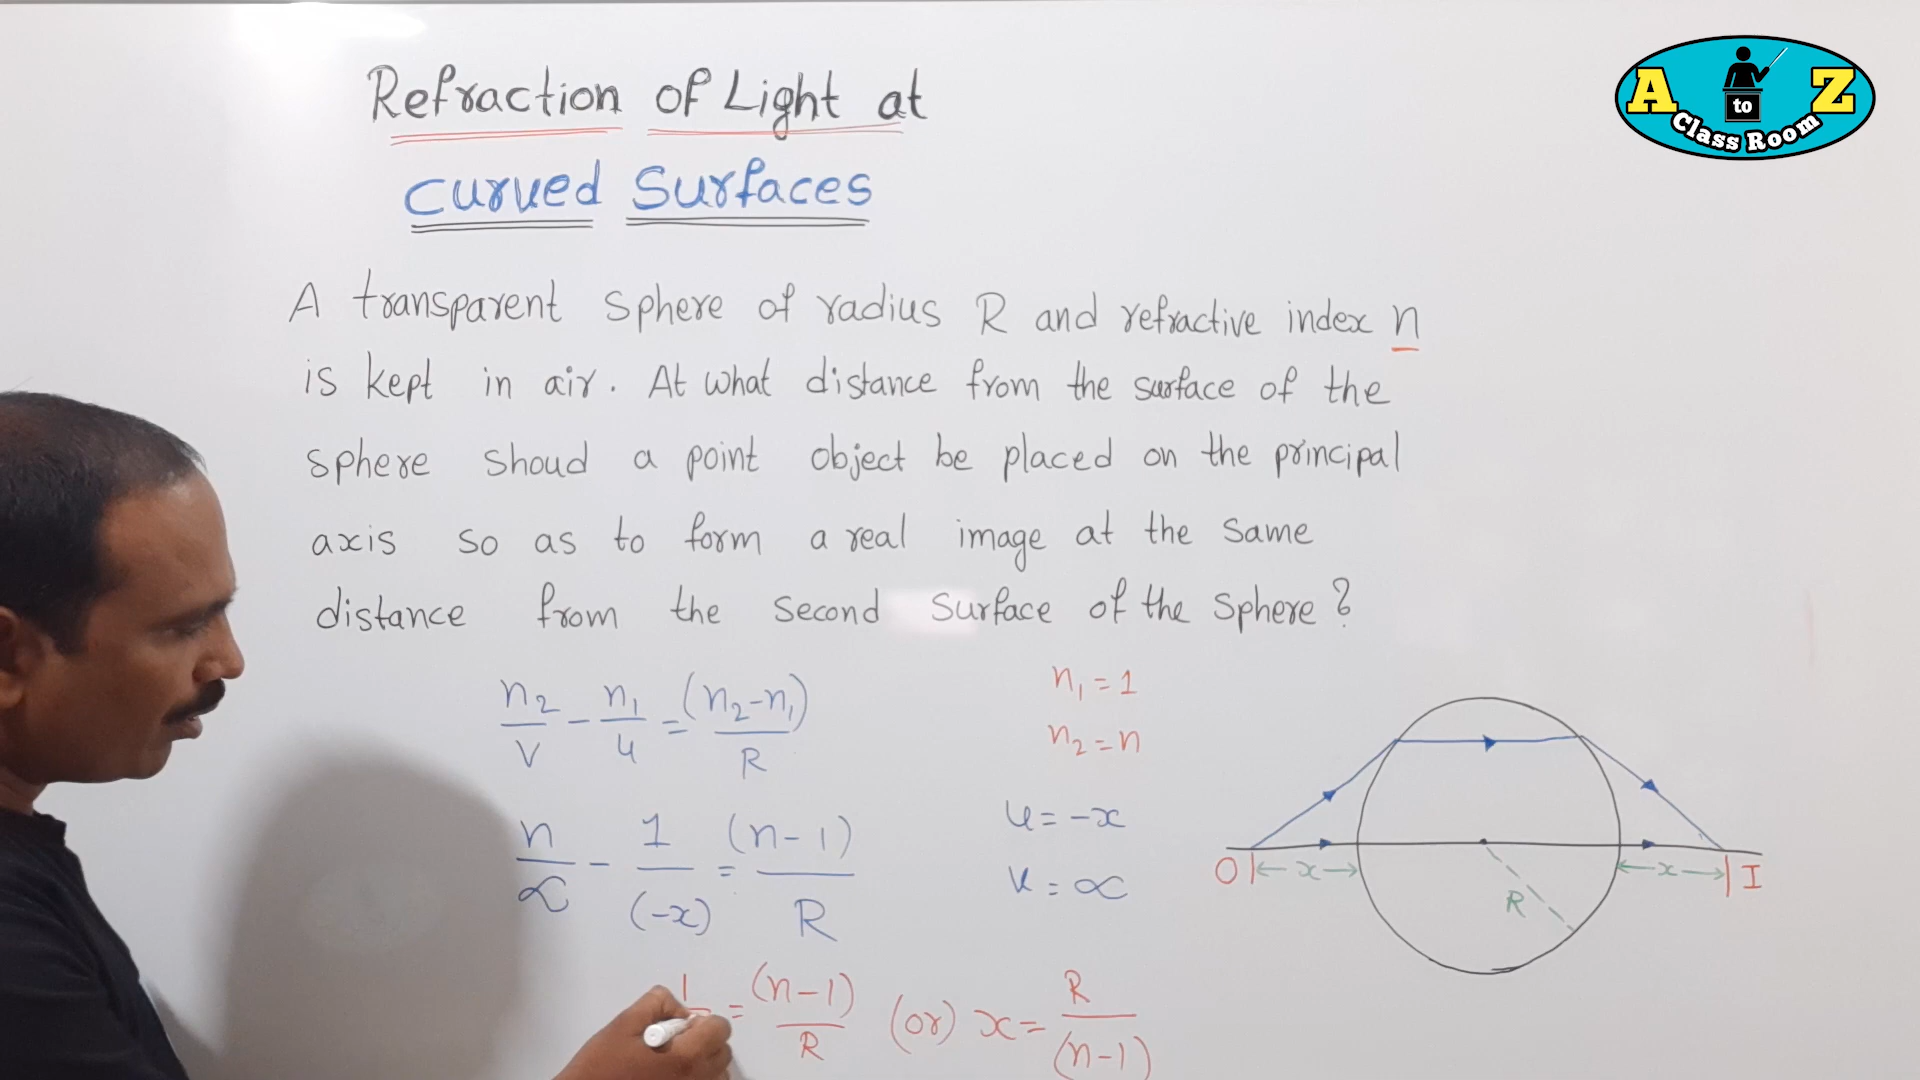 Refraction of Light at
curved surfaces
A to Z
Class Room
A transparent sphere of radius R and refractive index n
is kept in air. At what distance from the surface of the
sphere shoud a point object be placed on the principal
axis so as to form a real image at the same
distance from the second surface of the sphere?
n₂/v - n₁/u = (n₂-n₁)/R
n₁ = 1
n₂ = n
n/∝ - 1/(-x) = (n-1)/R
u = -x
v = ∝
O x R x I
1 = (n-1)/R (or) x = R/(n-1)